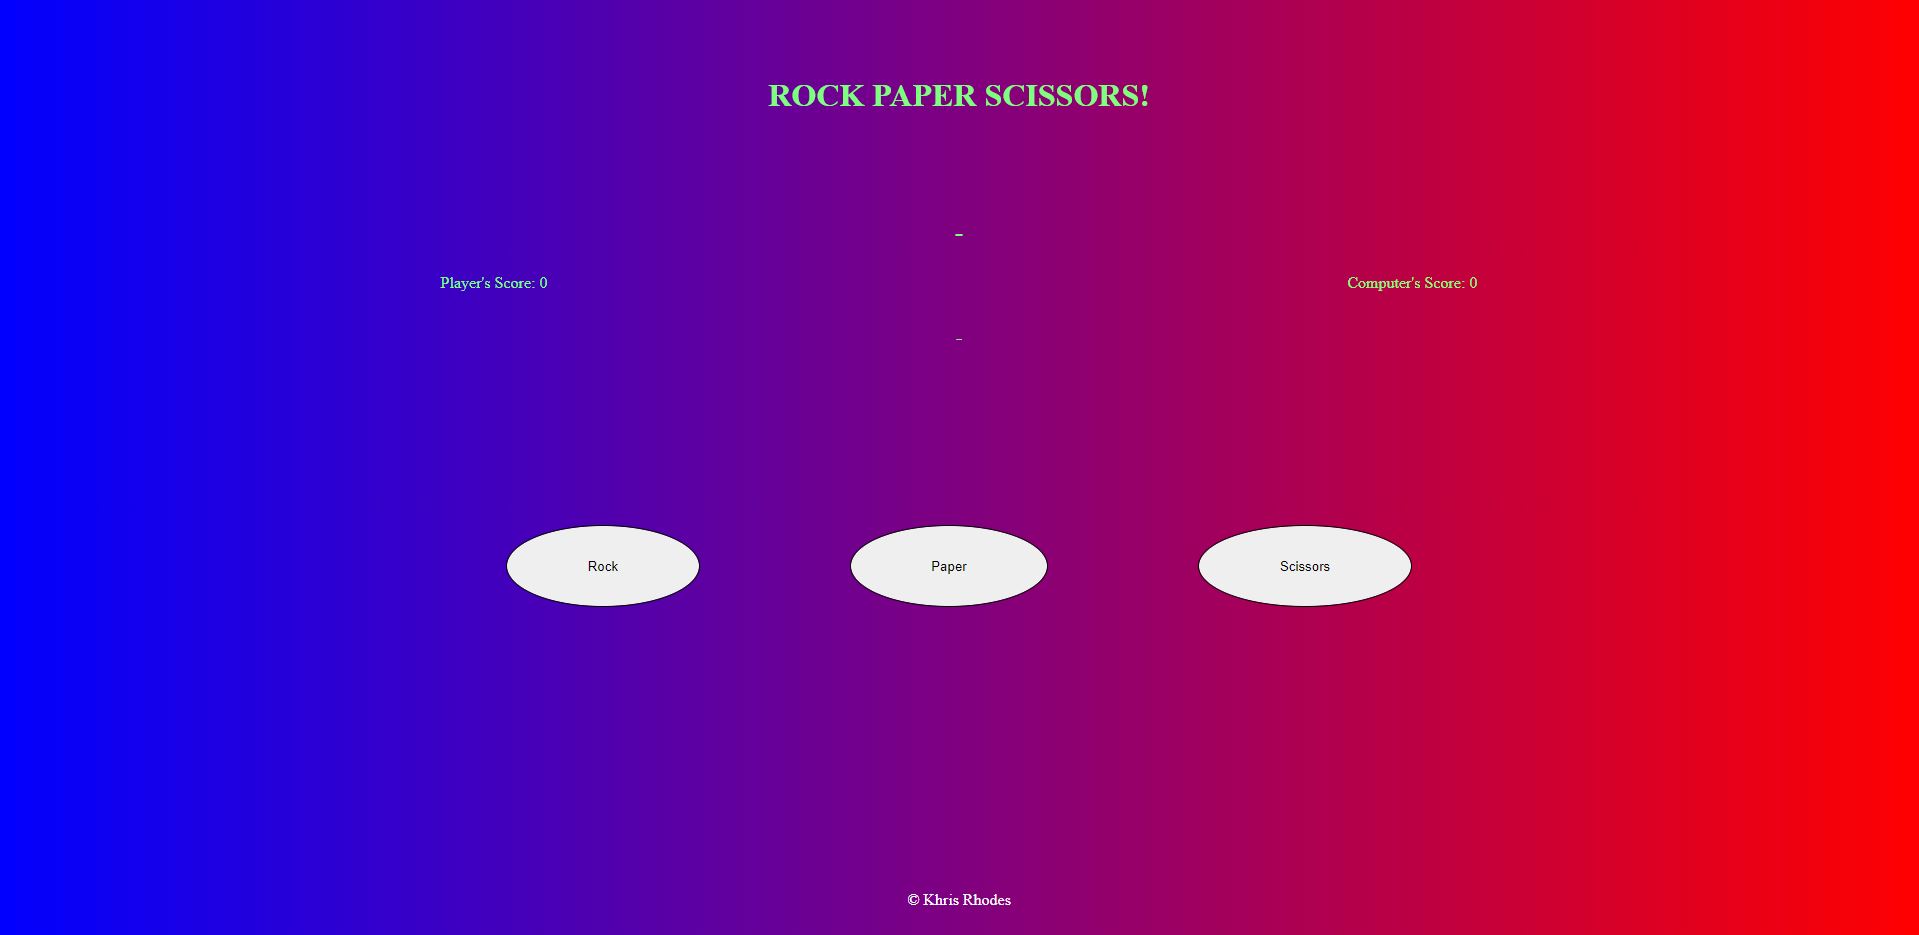 ROCK PAPER SCISSORS!
-
Player's Score: 0
Computer's Score: 0
-
Rock
Paper
Scissors
© Khris Rhodes